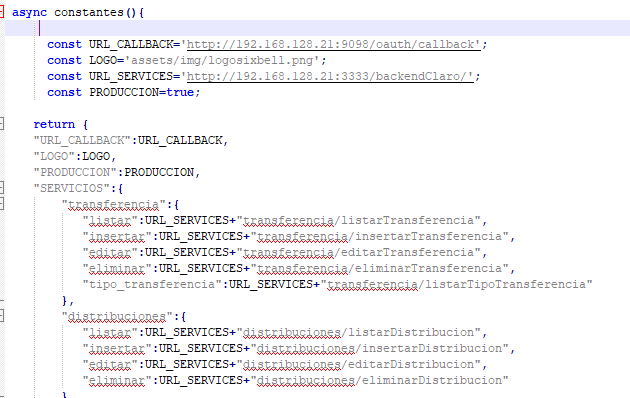 async constantes(){
const URL_CALLBACK='http://192.168.128.21:9098/oauth/callback';
const LOGO='assets/img/logosixbell.png';
const URL_SERVICES='http://192.168.128.21:3333/backendClaro/';
const PRODUCCION=true;
return {
"URL_CALLBACK":URL_CALLBACK,
"LOGO":LOGO,
"PRODUCCION":PRODUCCION,
"SERVICIOS":{
"transferencia":{
"listar":URL_SERVICES+"transferencia/listarTransferencia",
"insertar":URL_SERVICES+"transferencia/insertarTransferencia",
"editar":URL_SERVICES+"transferencia/editarTransferencia",
"eliminar":URL_SERVICES+"transferencia/eliminarTransferencia",
"tipo_transferencia":URL_SERVICES+"transferencia/listarTipoTransferencia"
},
"distribuciones":{
"listar":URL_SERVICES+"distribuciones/listarDistribucion",
"insertar":URL_SERVICES+"distribuciones/insertarDistribucion",
"editar":URL_SERVICES+"distribuciones/editarDistribucion",
"eliminar":URL_SERVICES+"distribuciones/eliminarDistribucion"
}